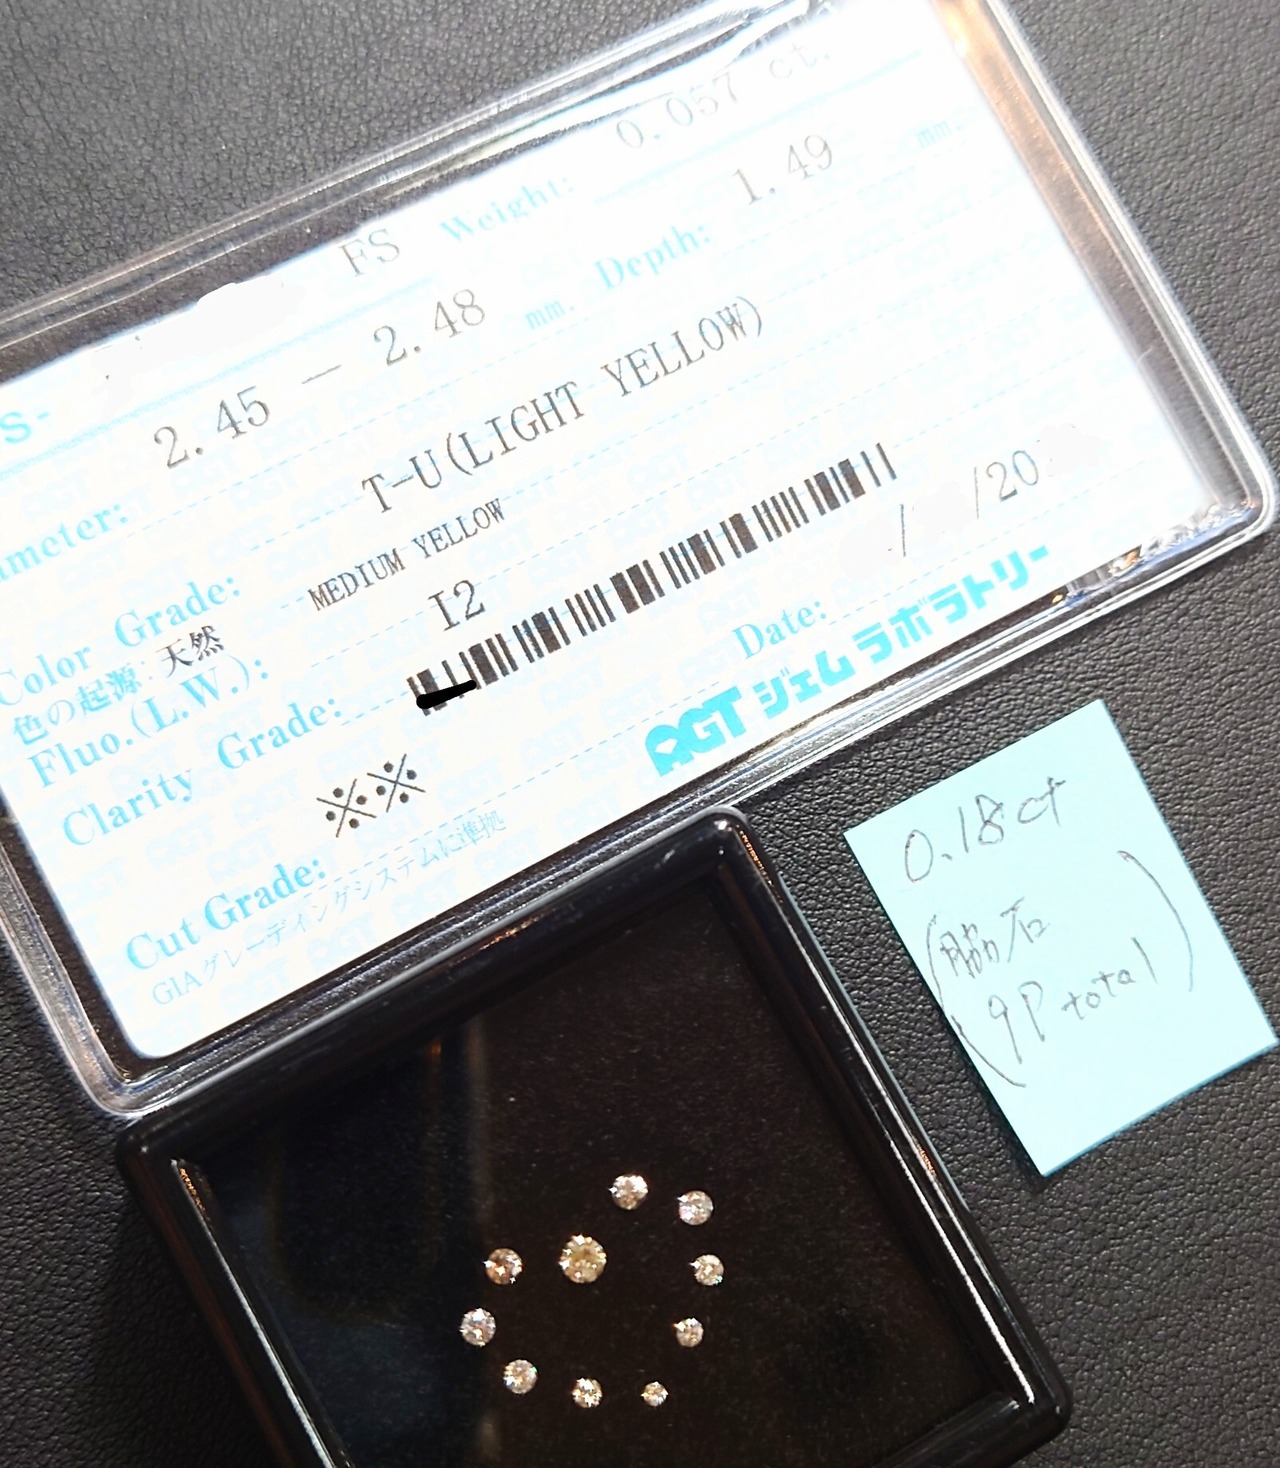 S-
FS Weight: 0.057 ct.
ameter: 2.45 — 2.48 mm. Depth: 1.49 mm.
Color Grade: T-U(LIGHT YELLOW)
色の起源: 天然
Fluo.(L.W.): MEDIUM YELLOW
Clarity Grade: I2
Cut Grade: ※※
Date: / /20
GIAグレーディングシステムに準拠
AGT ジェムラボラトリー
0.18ct
(脇石
9P total)